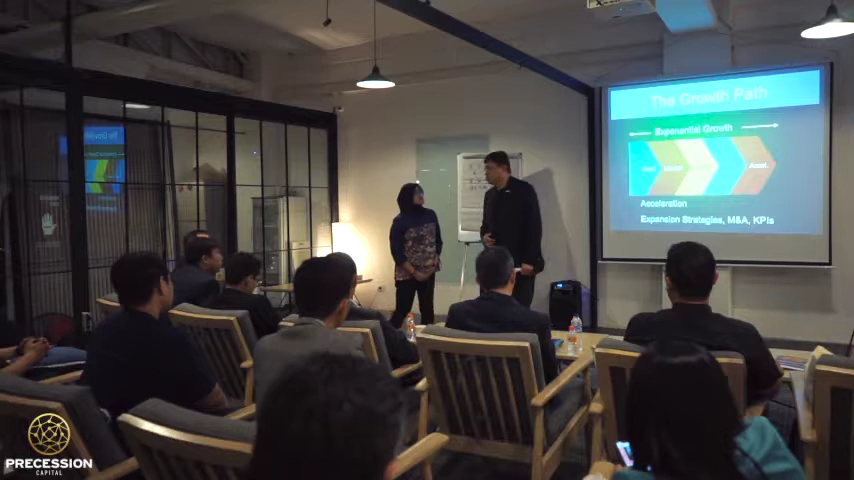 The Growth Path
Exponential Growth
Accel.
Acceleration
Expansion Strategies, M&A, KPIs
PRECESSION
CAPITAL